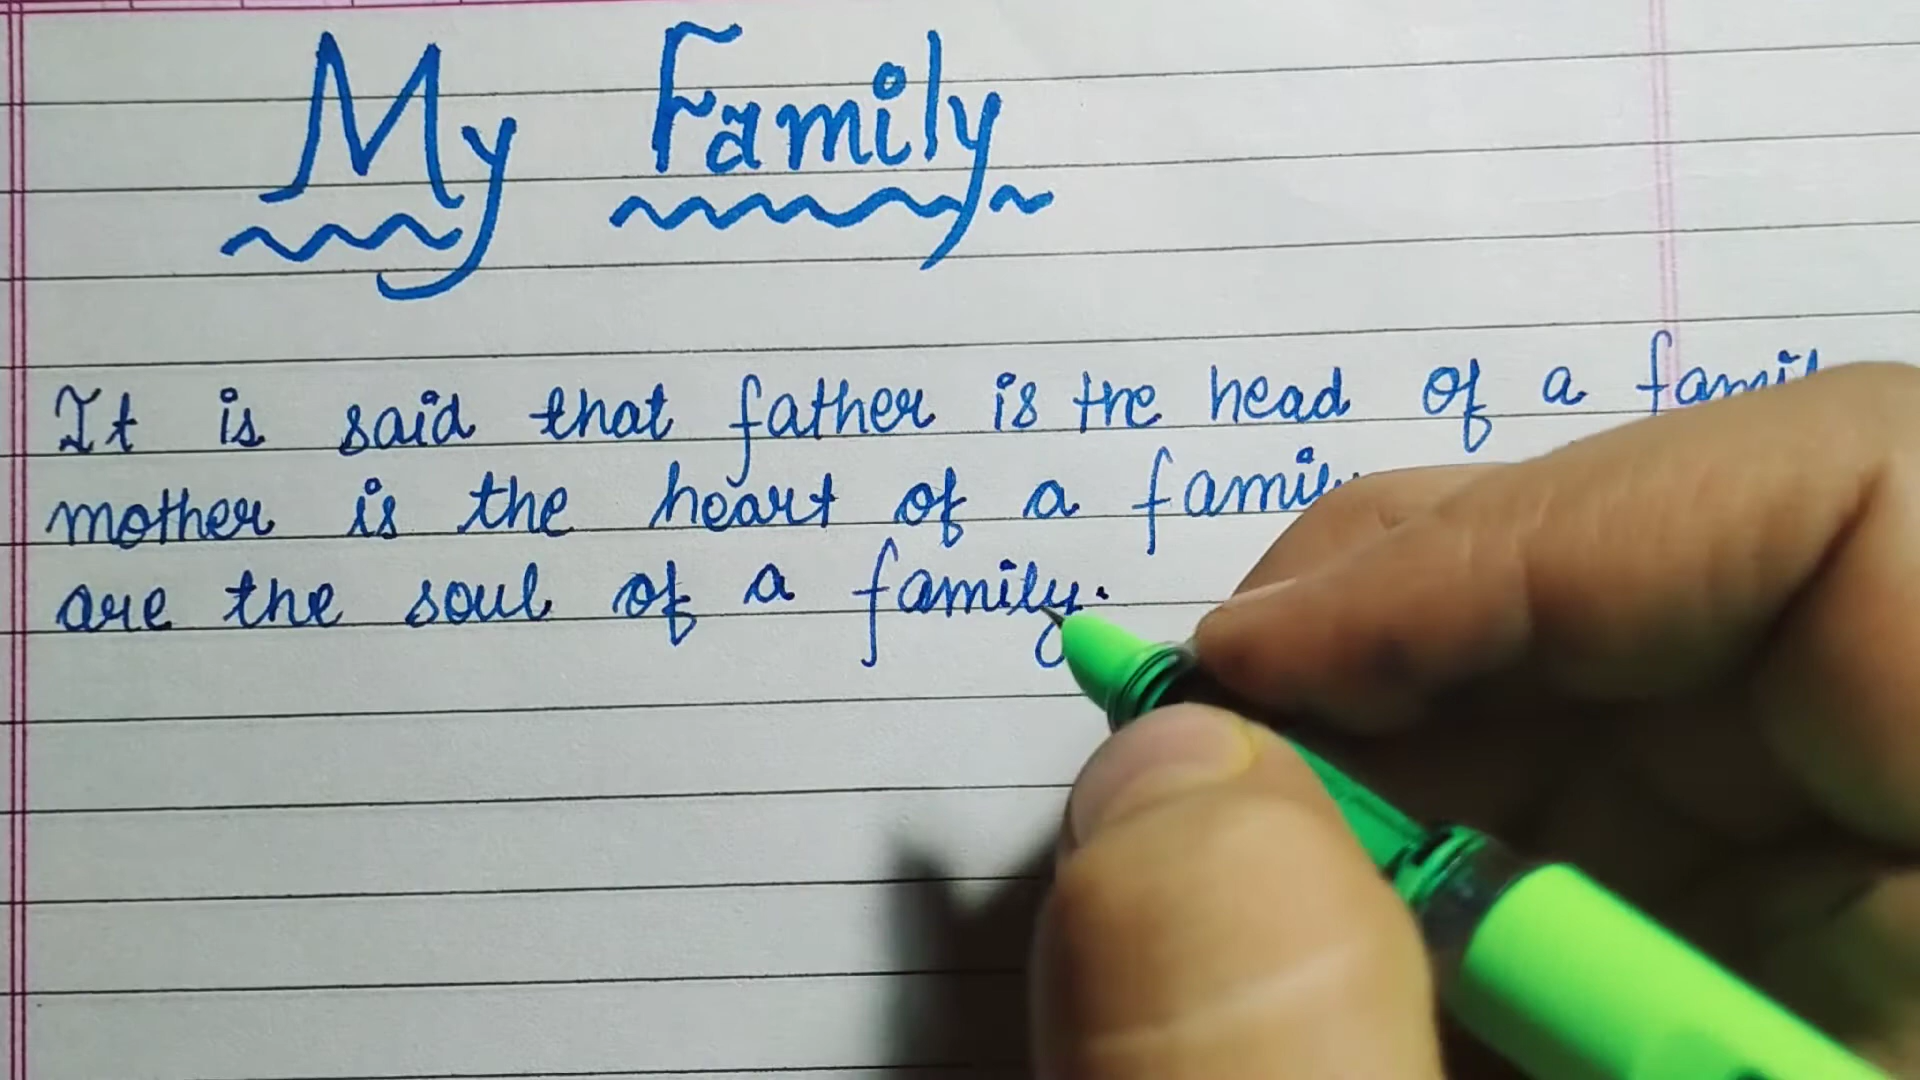 My Family
It is said that father is the head of a
mother is the heart of a
are the soul of a family.